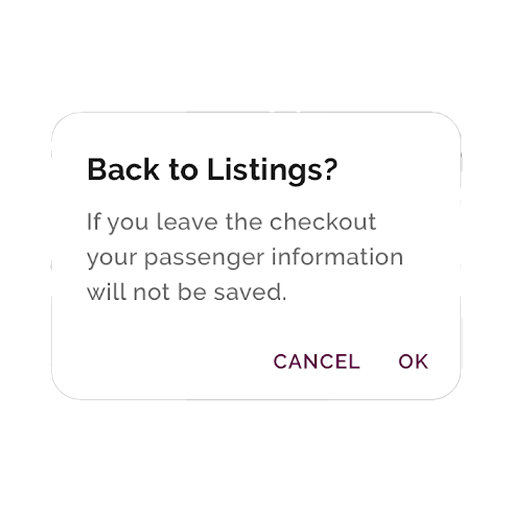 Back to Listings?
If you leave the checkout
your passenger information
will not be saved.
CANCEL OK